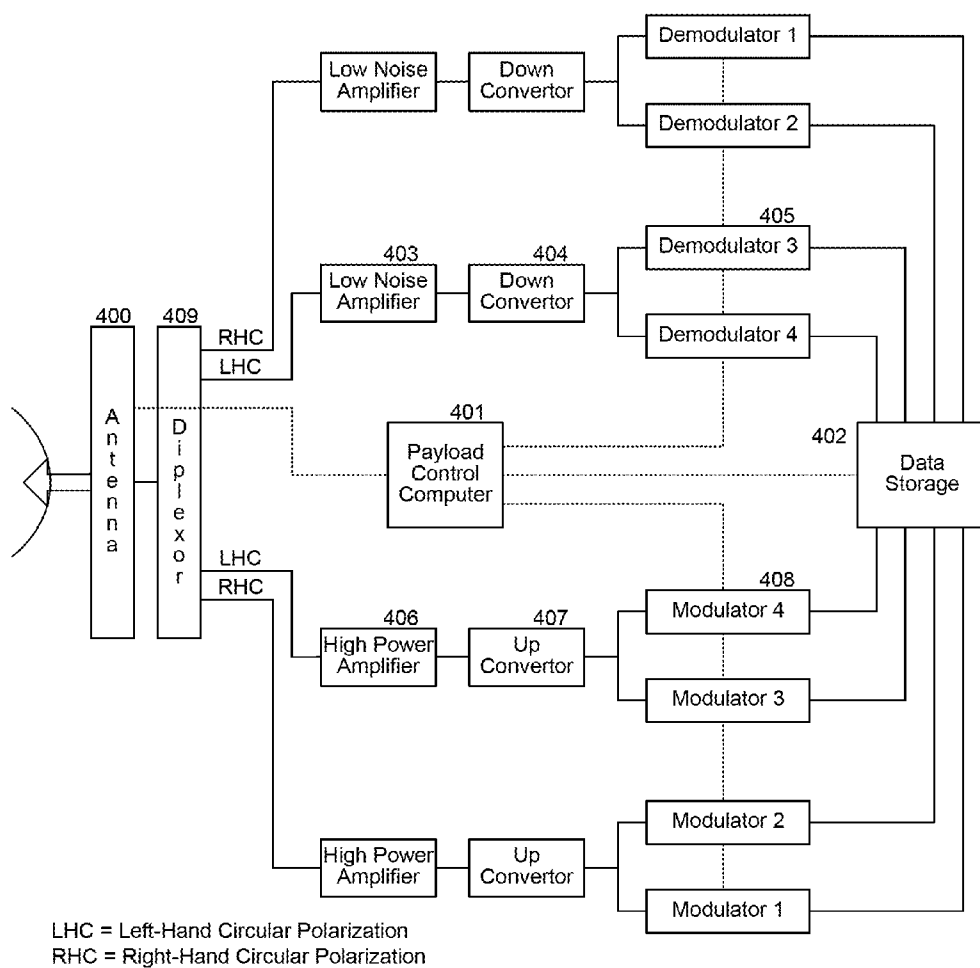 Demodulator 1
Low Noise
Amplifier
Down
Convertor
Demodulator 2
405
403
404
Demodulator 3
Low Noise
Amplifier
Down
Convertor
400
409
RHC
LHC
Demodulator 4
Antenna
Diplexor
401
Payload
Control
Computer
402
Data
Storage
LHC
RHC
408
406
407
Modulator 4
High Power
Amplifier
Up
Convertor
Modulator 3
Modulator 2
High Power
Amplifier
Up
Convertor
Modulator 1
LHC = Left-Hand Circular Polarization
RHC = Right-Hand Circular Polarization